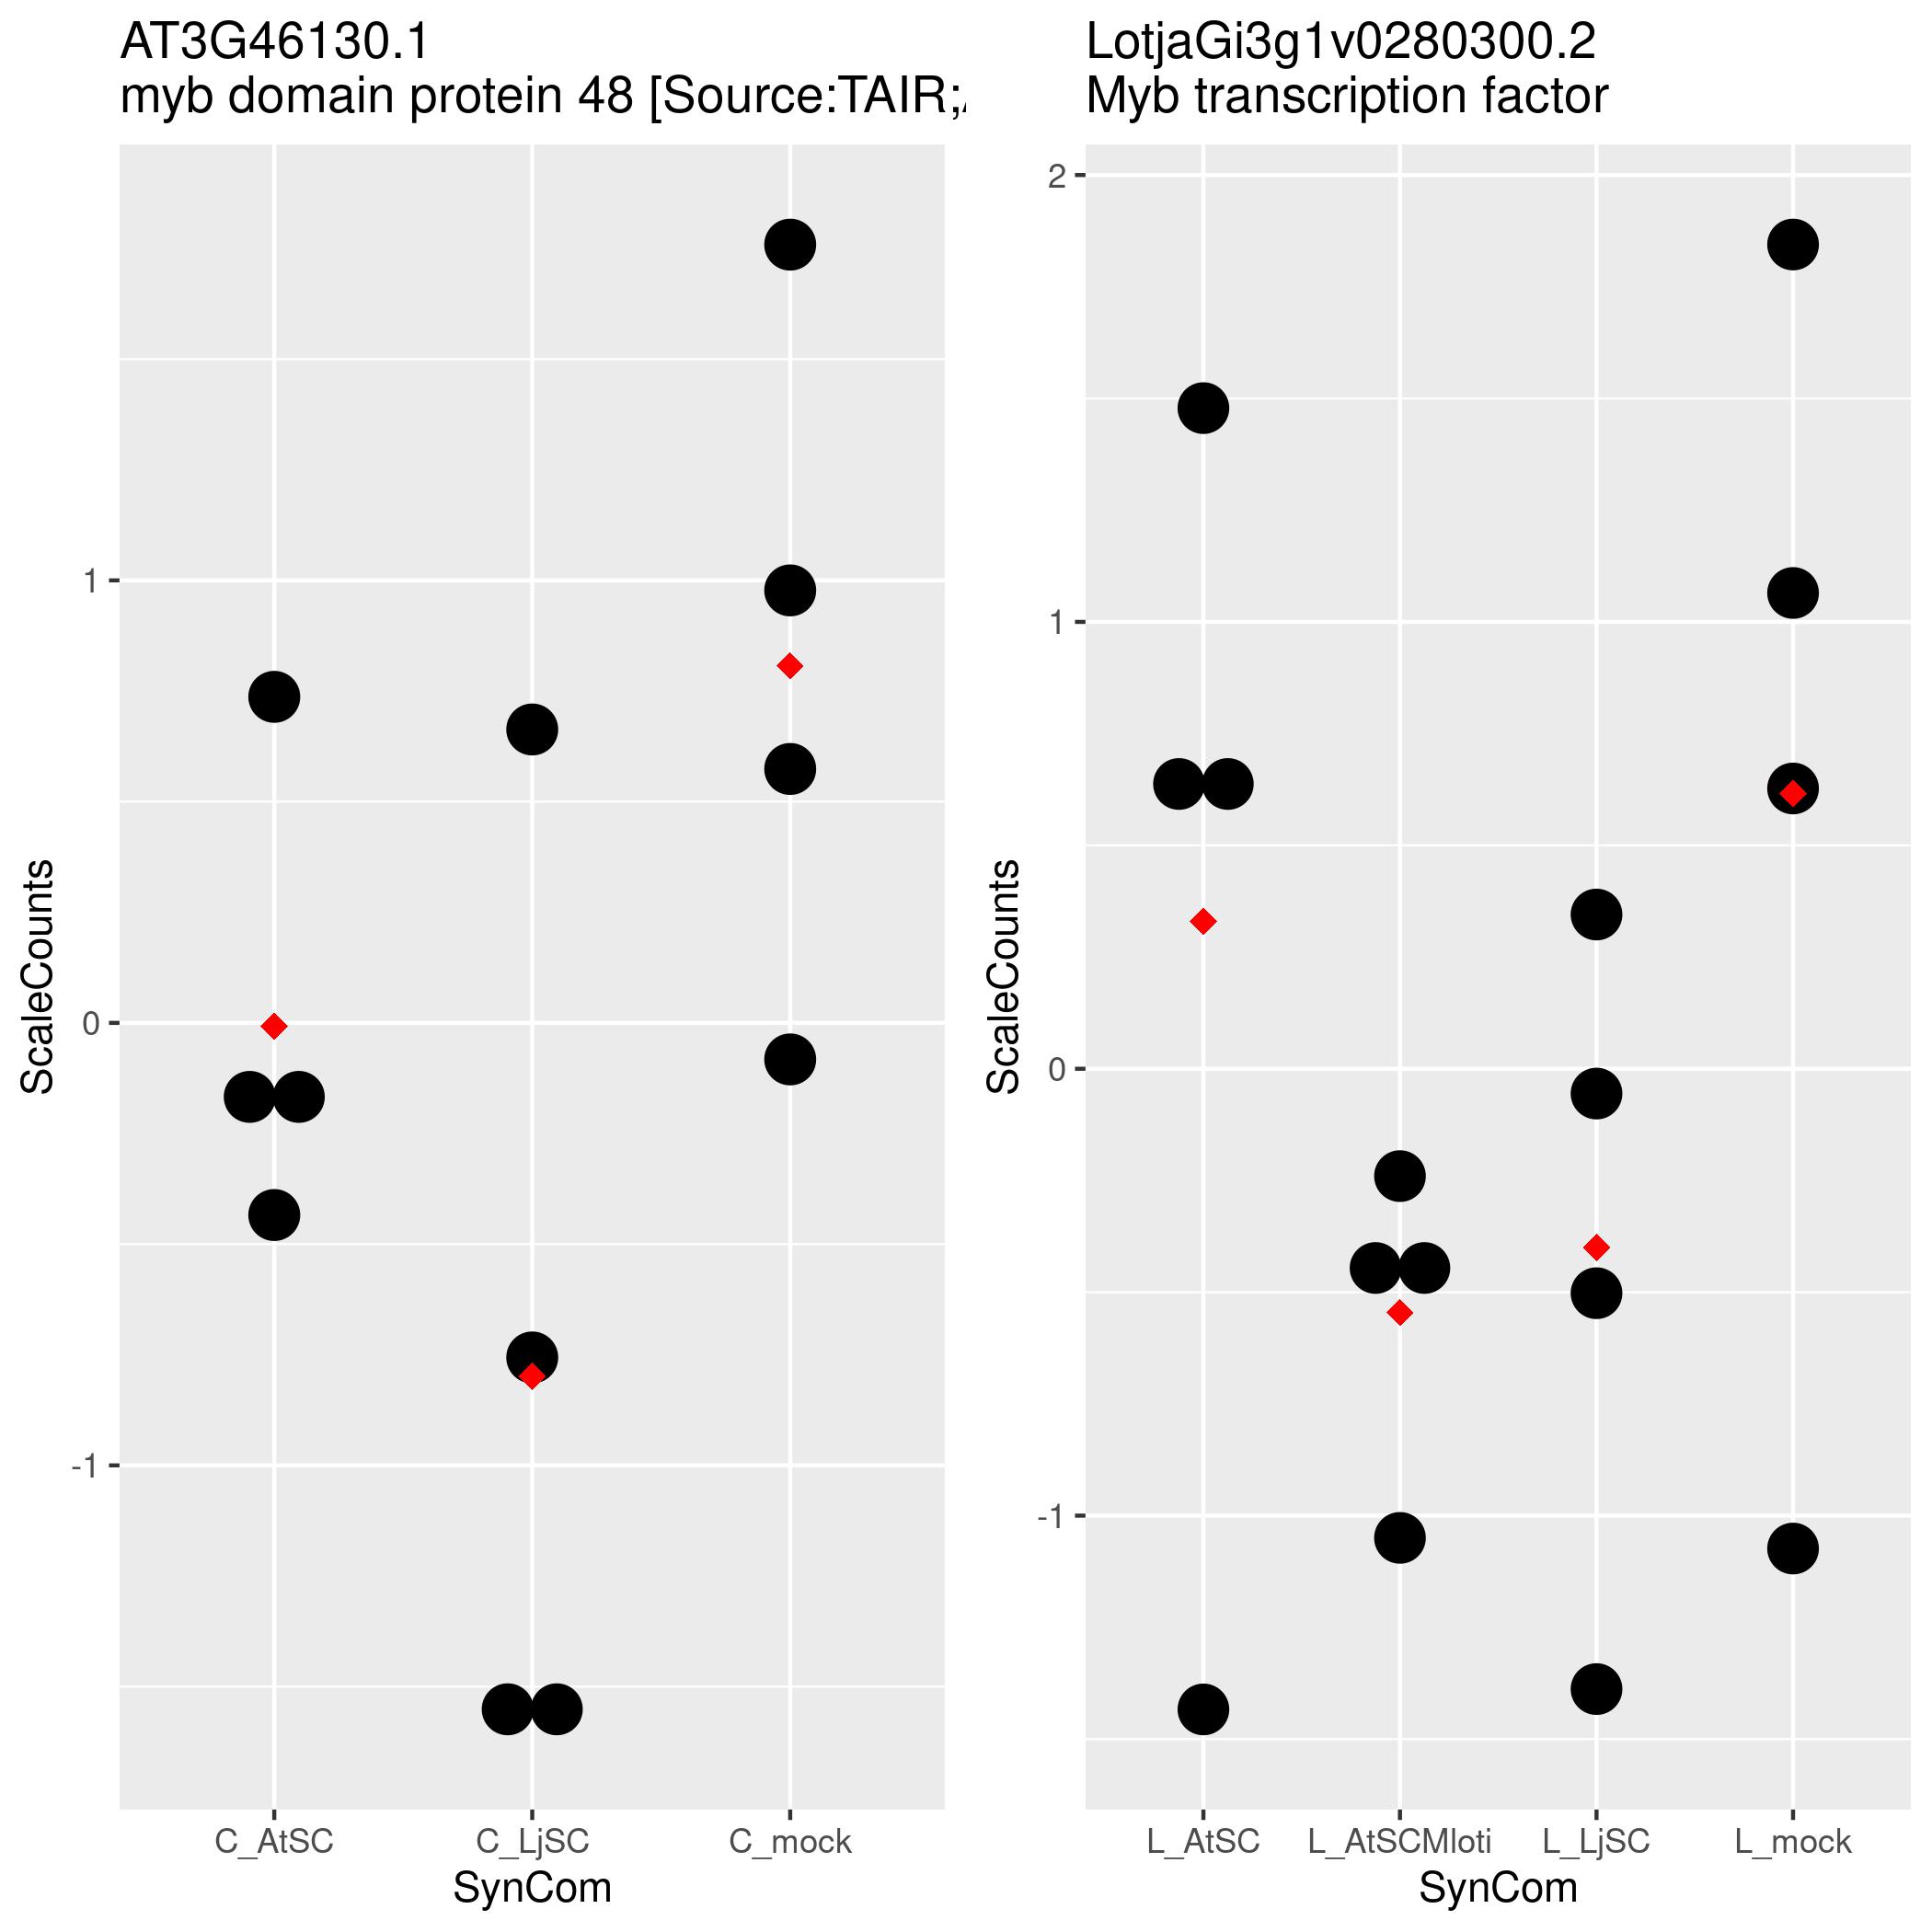 AT3G46130.1
myb domain protein 48 [Source:TAIR;
ScaleCounts
1
0
-1
C_AtSC C_LjSC C_mock
SynCom
LotjaGi3g1v0280300.2
Myb transcription factor
ScaleCounts
2
1
0
-1
L_AtSC L_AtSCMloti L_LjSC L_mock
SynCom